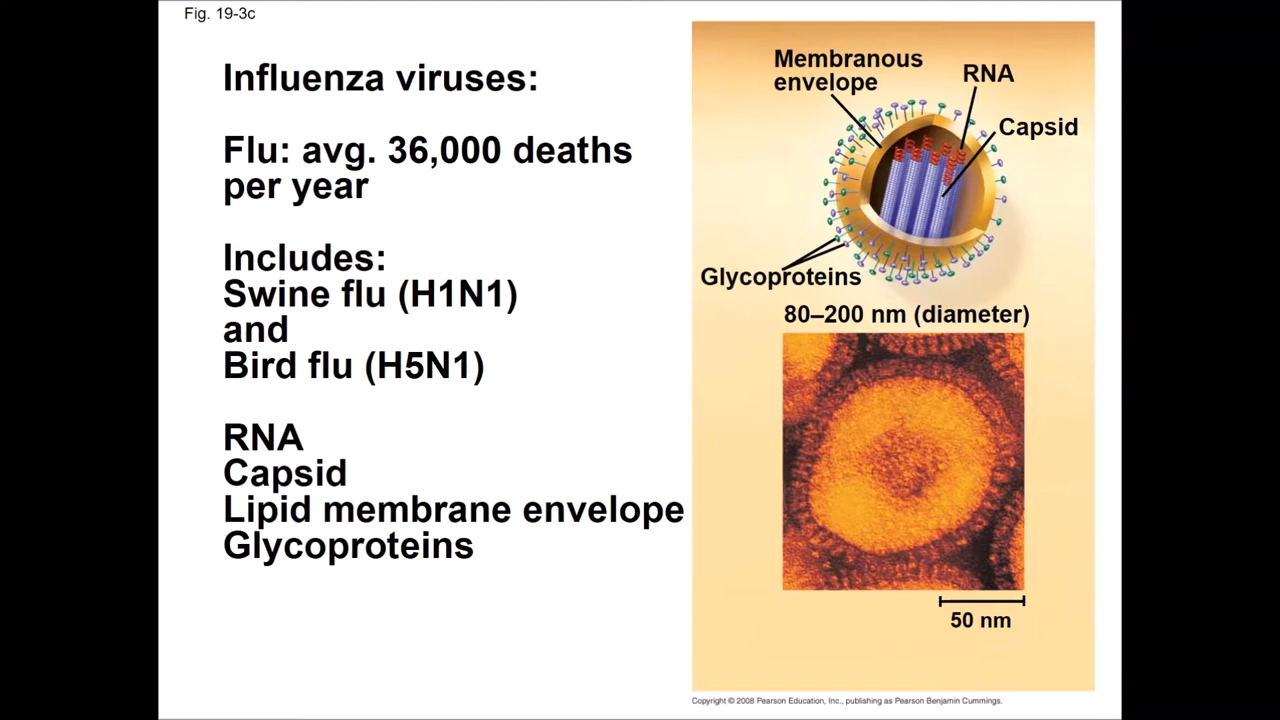 Fig. 19-3c
Influenza viruses:
Flu: avg. 36,000 deaths
per year
Includes:
Swine flu (H1N1)
and
Bird flu (H5N1)
RNA
Capsid
Lipid membrane envelope
Glycoproteins
Membranous
envelope
RNA
Capsid
Glycoproteins
80–200 nm (diameter)
50 nm
Copyright © 2008 Pearson Education, Inc., publishing as Pearson Benjamin Cummings.